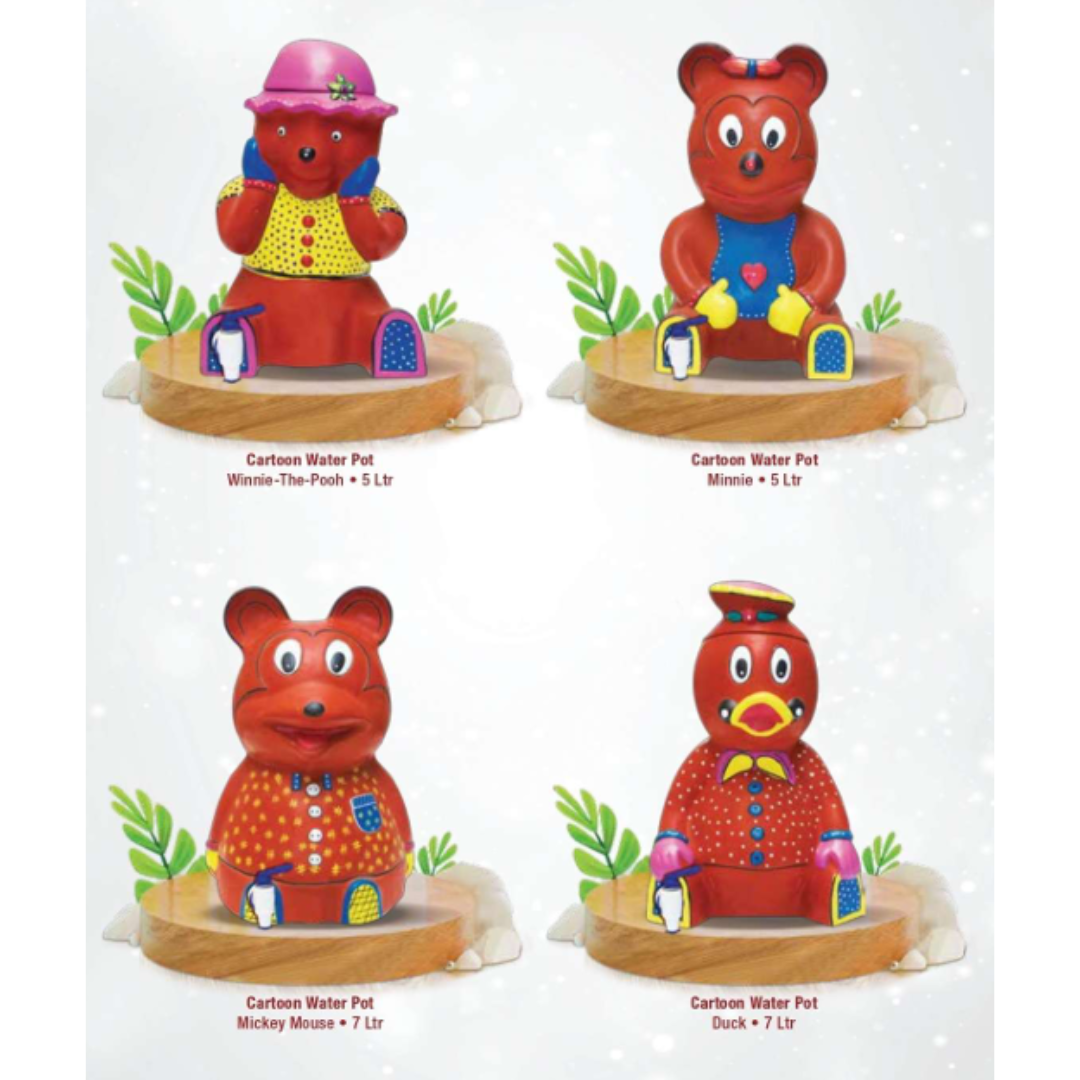 Cartoon Water Pot
Winnie-The-Pooh • 5 Ltr
Cartoon Water Pot
Minnie • 5 Ltr
Cartoon Water Pot
Mickey Mouse • 7 Ltr
Cartoon Water Pot
Duck • 7 Ltr